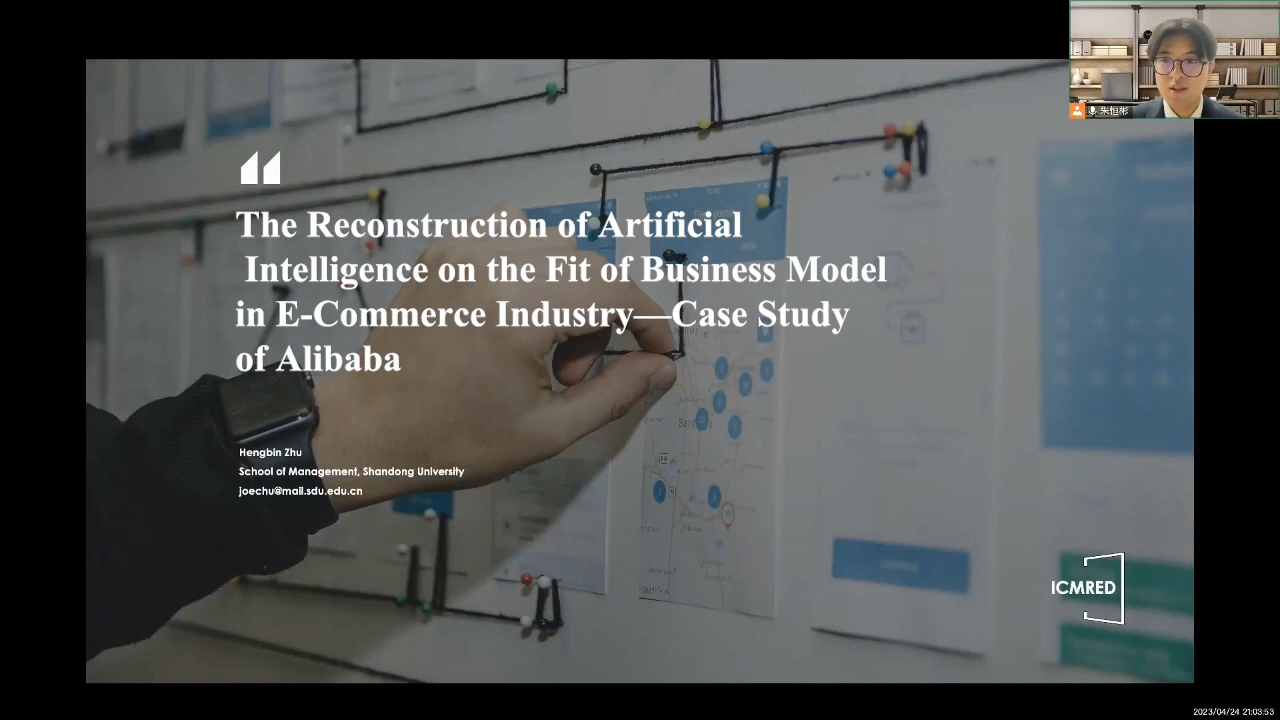 朱恒彬
The Reconstruction of Artificial
Intelligence on the Fit of Business Model
in E-Commerce Industry—Case Study
of Alibaba
Hengbin Zhu
School of Management, Shandong University
joechu@mail.sdu.edu.cn
ICMRED
2023/04/24 21:03:53